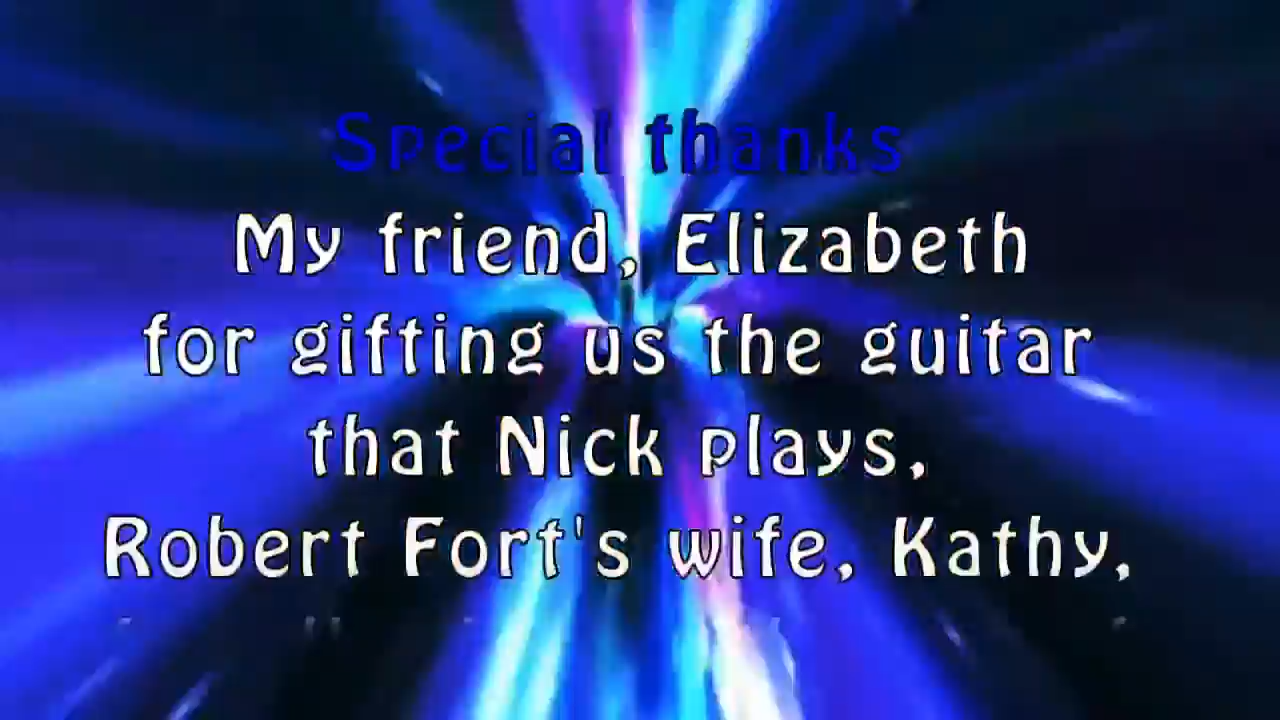 Special thanks
My friend, Elizabeth
for gifting us the guitar
that Nick plays,
Robert Fort's wife, Kathy,